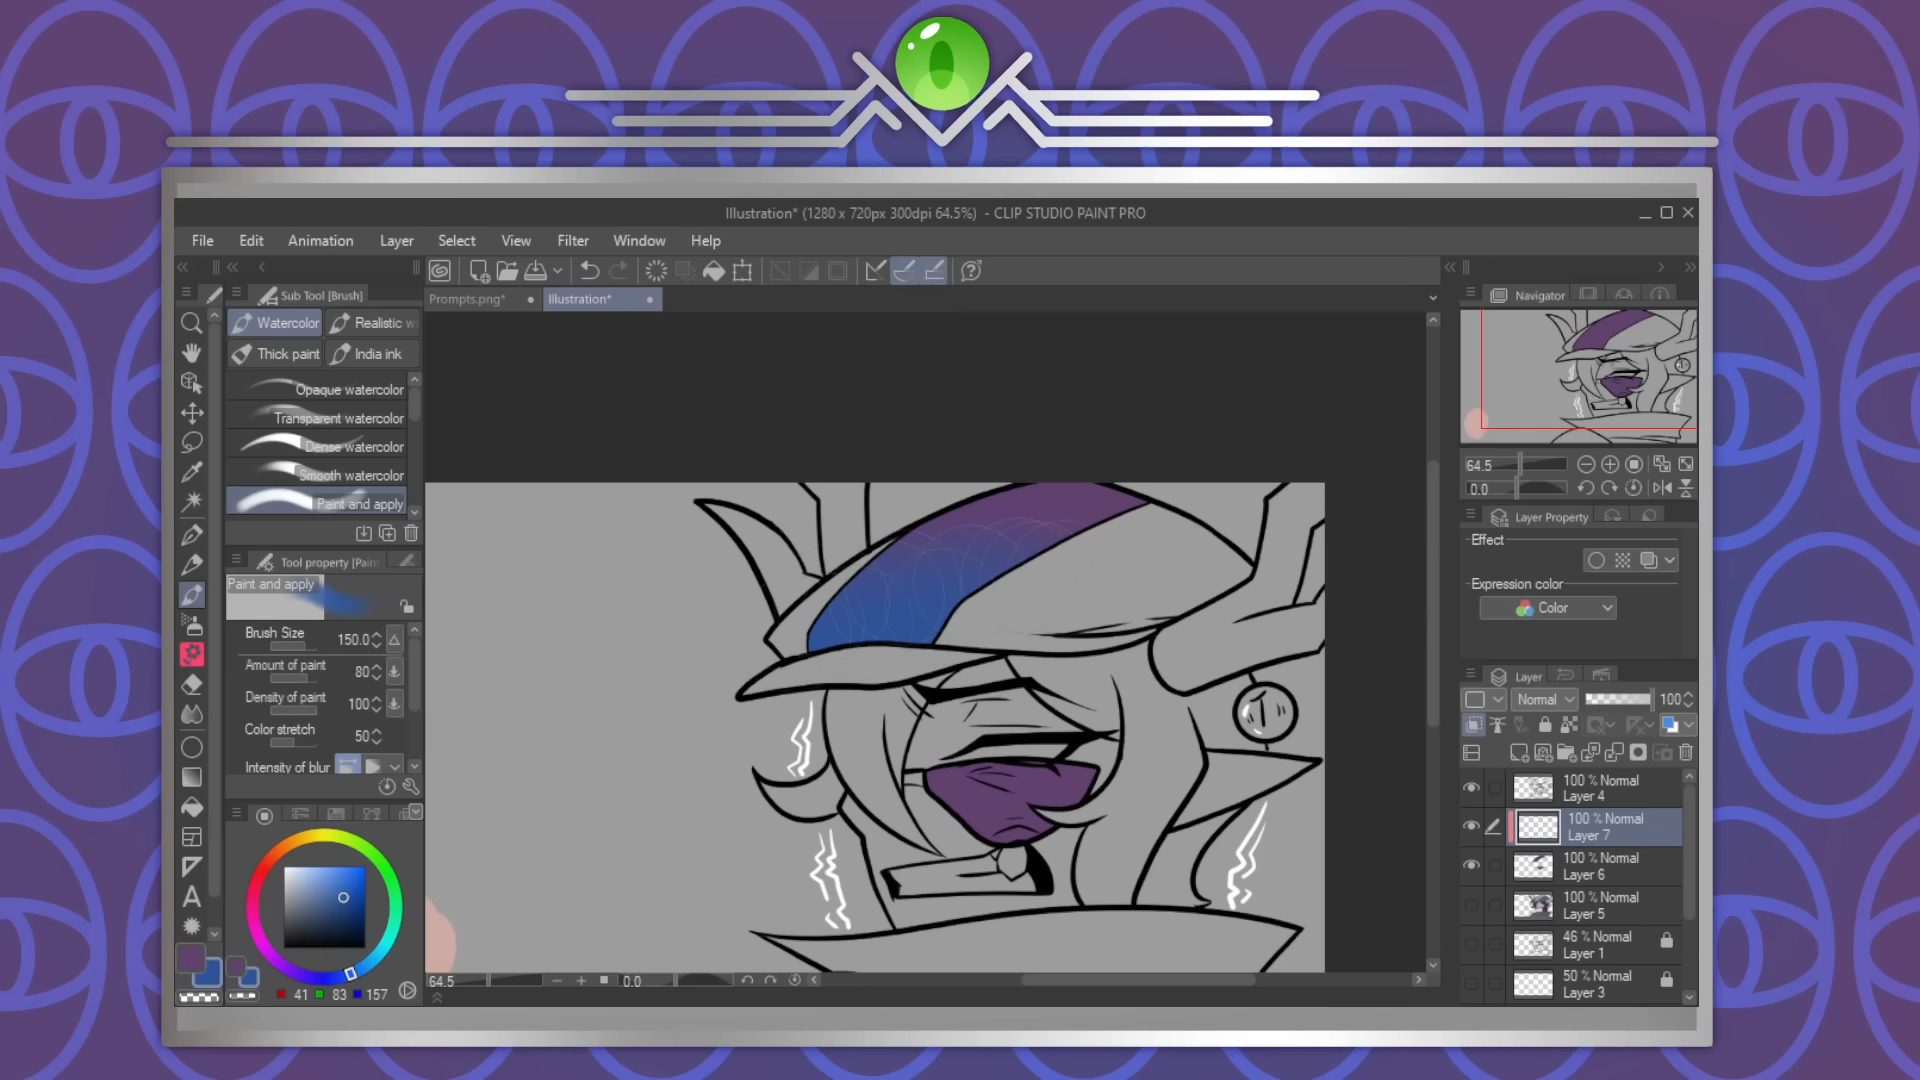 Illustration* (1280 x 720px 300dpi 64.5%) - CLIP STUDIO PAINT PRO
File Edit Animation Layer Select View Filter Window Help
Prompts.png* Illustration*
Sub Tool [Brush]
Watercolor Realistic w
Thick paint India ink
Opaque watercolor
Transparent watercolor
Dense watercolor
Smooth watercolor
Paint and apply
Tool property [Pain
Paint and apply
Brush Size 150.0
Amount of paint 80
Density of paint 100
Color stretch 50
Intensity of blur
A
41 83 157
64.5 0.0
Navigator
64.5
0.0
Layer Property
Effect
Expression color
Color
Layer
Normal 100
100 % Normal
Layer 4
100 % Normal
Layer 7
100 % Normal
Layer 6
100 % Normal
Layer 5
46 % Normal
Layer 1
50 % Normal
Layer 3